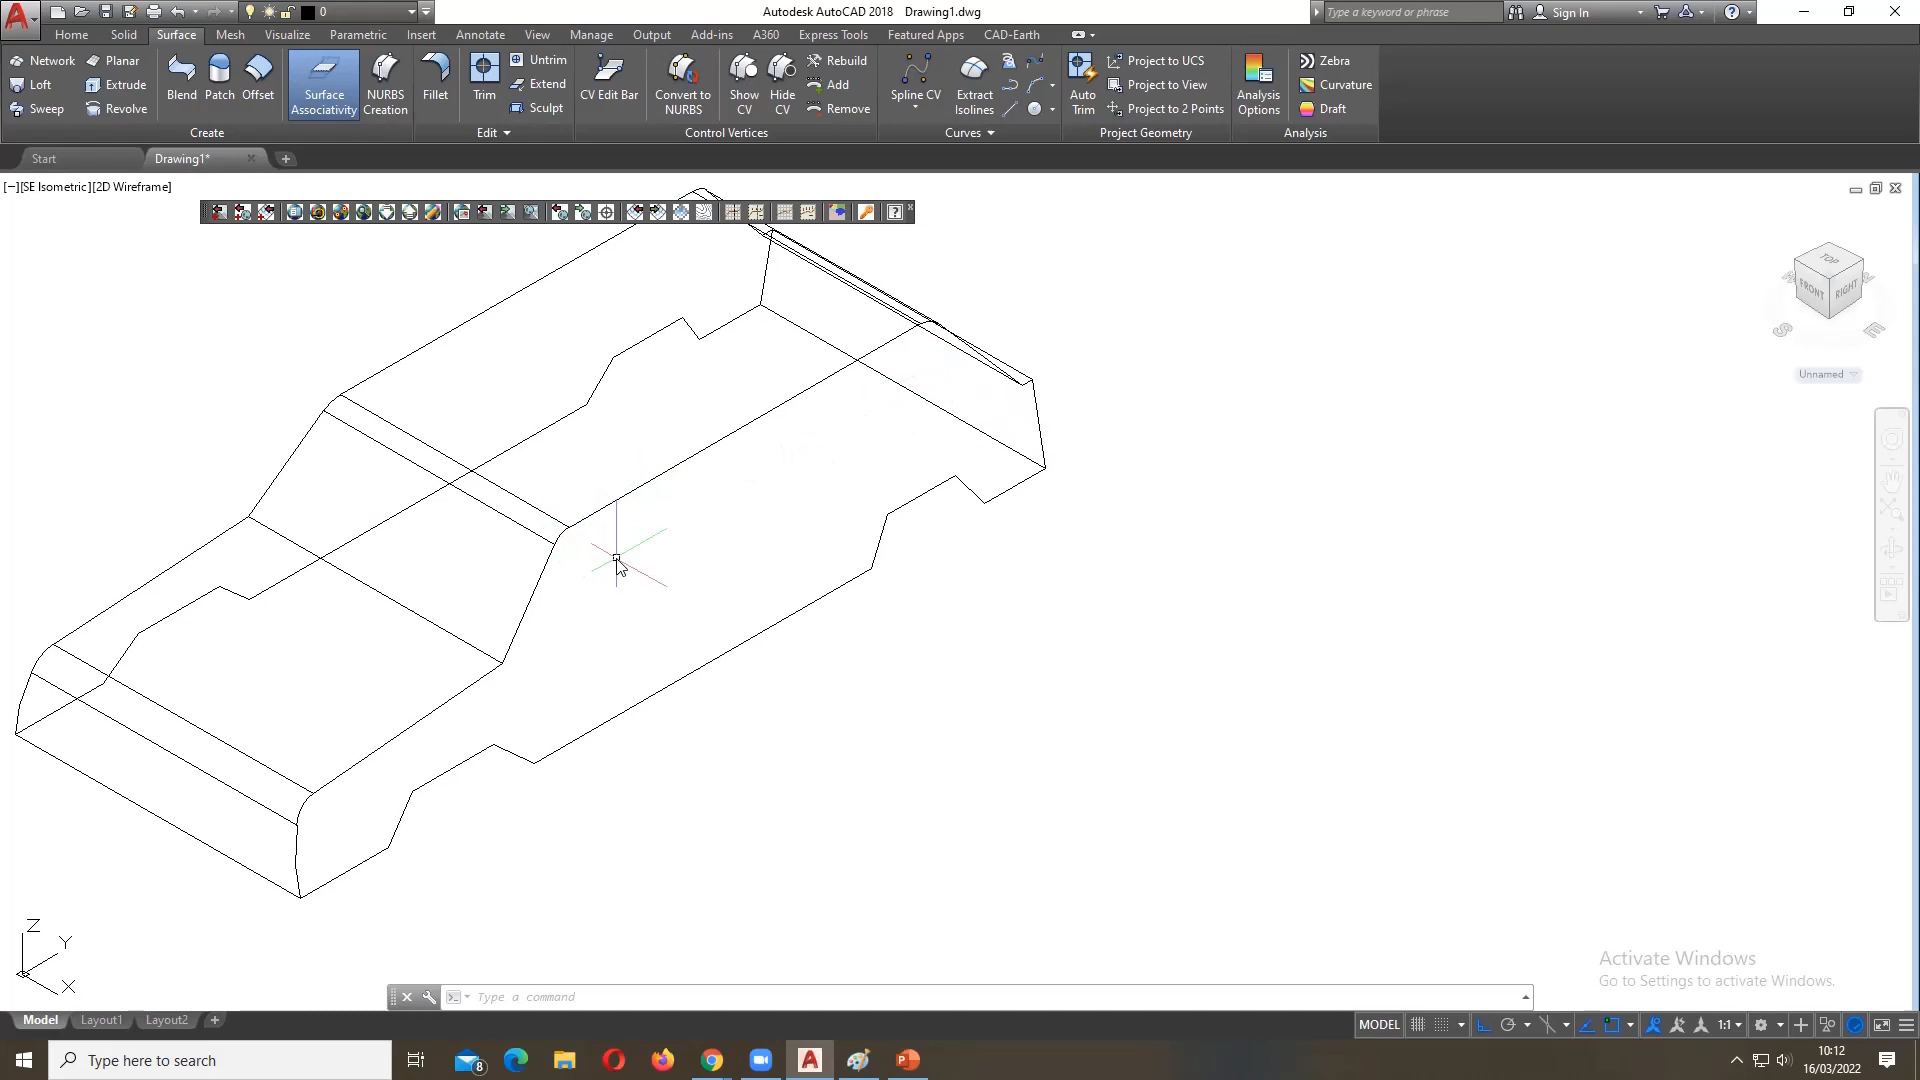 0
Autodesk AutoCAD 2018 Drawing1.dwg
Type a keyword or phrase
Sign In
Home Solid Surface Mesh Visualize Parametric Insert Annotate View Manage Output Add-ins A360 Express Tools Featured Apps CAD-Earth
Network Planar
Loft Extrude
Sweep Revolve
Blend Patch Offset
Surface Associativity
NURBS Creation
Create
Fillet
Trim
Untrim
Extend
Sculpt
Edit
CV Edit Bar
Convert to NURBS
Show CV
Hide CV
Rebuild
Add
Remove
Control Vertices
Spline CV
Extract Isolines
Curves
Auto Trim
Project to UCS
Project to View
Project to 2 Points
Project Geometry
Analysis Options
Zebra
Curvature
Draft
Analysis
Start
Drawing1*
[−][SE Isometric][2D Wireframe]
TOP
FRONT
RIGHT
S
E
Unnamed
Z
Y
X
Activate Windows
Go to Settings to activate Windows.
Type a command
Model
Layout1
Layout2
MODEL
1:1
Type here to search
8
10:12
16/03/2022